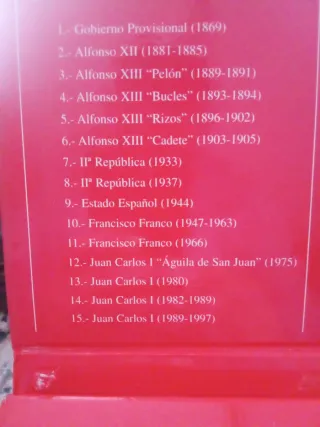 1.- Gobierno Provisional (1869)
2.- Alfonso XII (1881-1885)
3.- Alfonso XIII “Pelón” (1889-1891)
4.- Alfonso XIII “Bucles” (1893-1894)
5.- Alfonso XIII “Rizos” (1896-1902)
6.- Alfonso XIII “Cadete” (1903-1905)
7.- IIª República (1933)
8.- IIª República (1937)
9.- Estado Español (1944)
10.- Francisco Franco (1947-1963)
11.- Francisco Franco (1966)
12.- Juan Carlos I “Águila de San Juan” (1975)
13.- Juan Carlos I (1980)
14.- Juan Carlos I (1982-1989)
15.- Juan Carlos I (1989-1997)